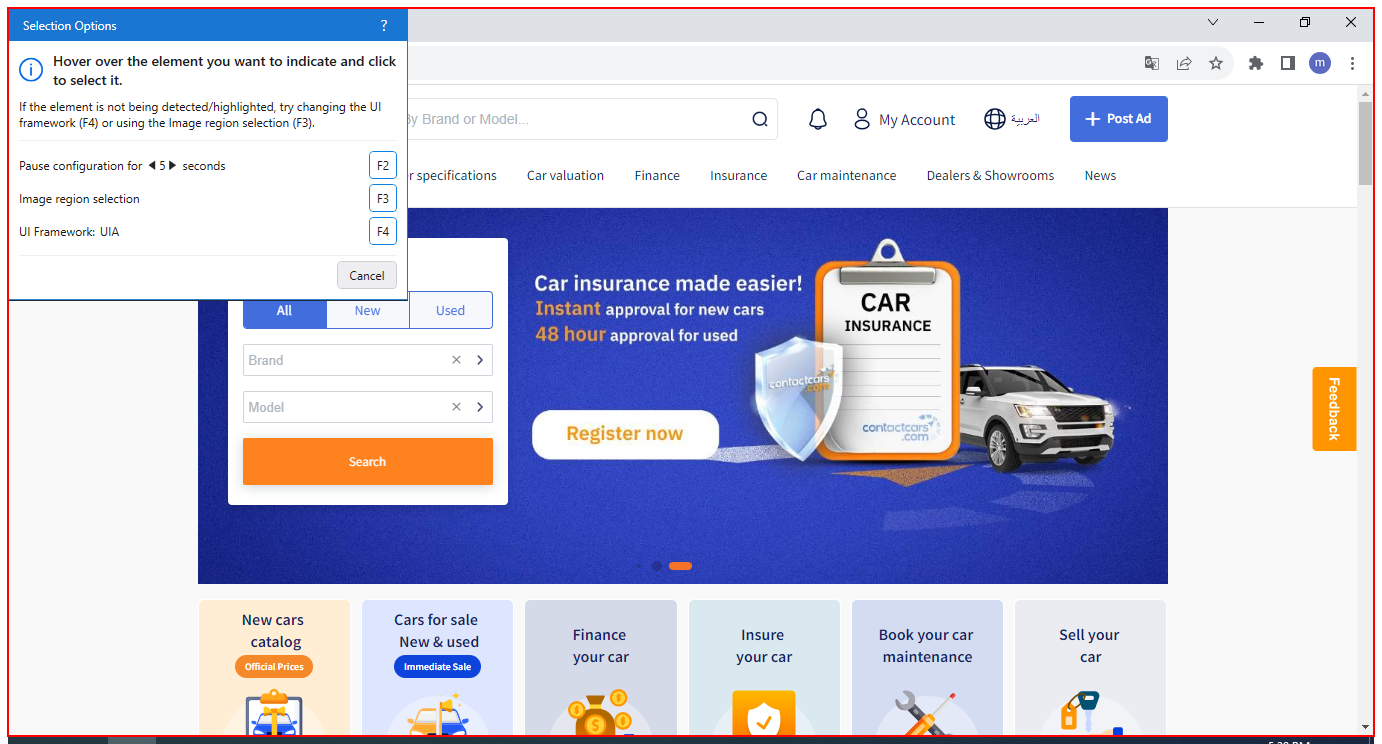 Selection Options
?
Hover over the element you want to indicate and click
to select it.
If the element is not being detected/highlighted, try changing the UI
framework (F4) or using the Image region selection (F3).
Pause configuration for 5 seconds
F2
Image region selection
F3
UI Framework: UIA
F4
Cancel
m
By Brand or Model...
My Account
العربية
Post Ad
r specifications
Car valuation
Finance
Insurance
Car maintenance
Dealers & Showrooms
News
All
New
Used
Brand
Model
Search
Car insurance made easier!
Instant approval for new cars
48 hour approval for used
Register now
CAR
INSURANCE
contactcars
.com
contactcars
.com
Feedback
New cars
catalog
Official Prices
Cars for sale
New & used
Immediate Sale
Finance
your car
Insure
your car
Book your car
maintenance
Sell your
car